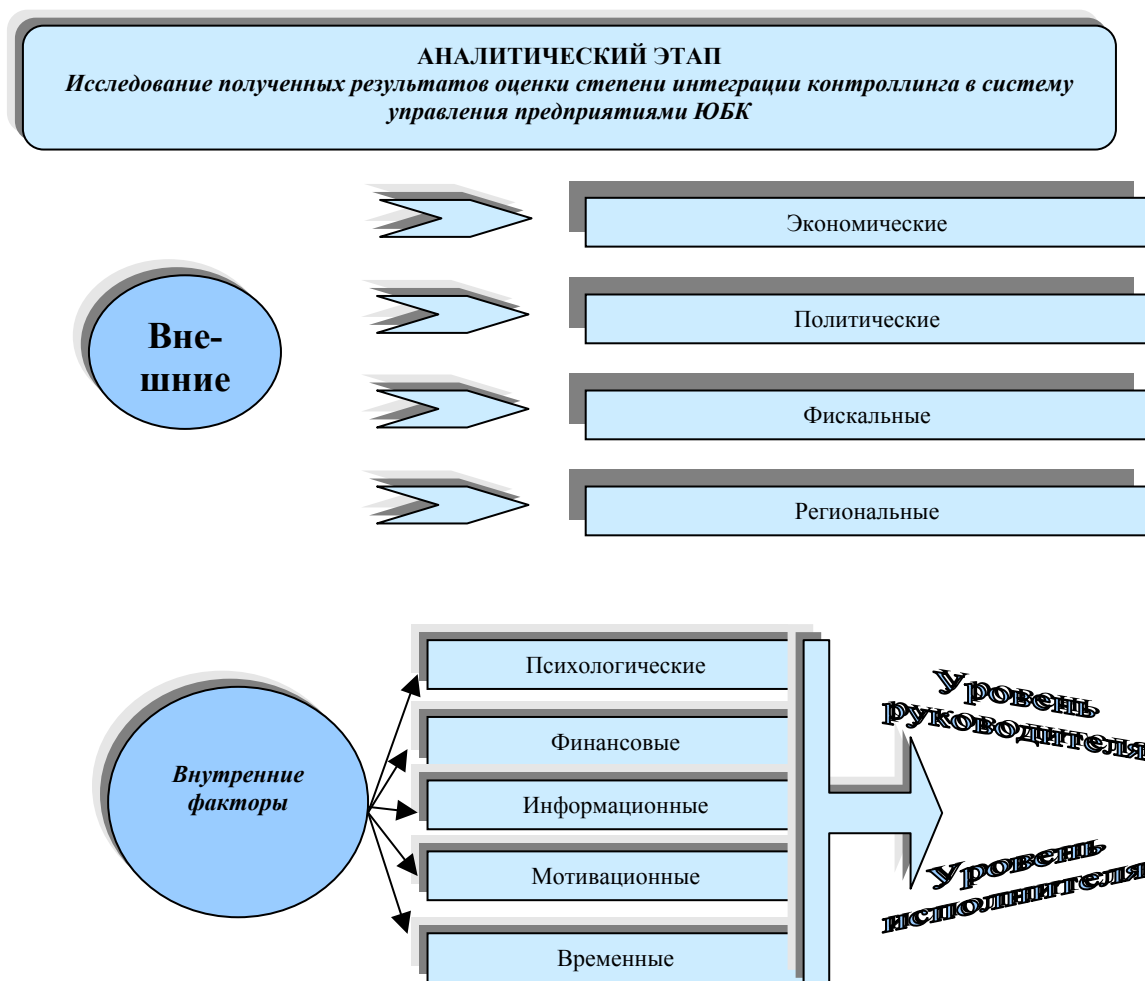 АНАЛИТИЧЕСКИЙ ЭТАП
Исследование полученных результатов оценки степени интеграции контроллинга в систему
управления предприятиями ЮБК
Экономические
Вне-
шние
Политические
Фискальные
Региональные
Внутренние
факторы
Психологические
Финансовые
Информационные
Мотивационные
Временные
Уровень
руководителя
Уровень
исполнителя